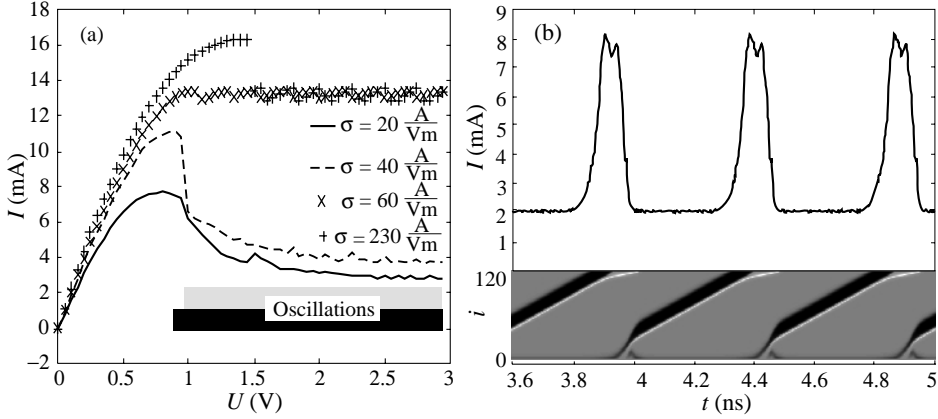 (a)
18
16
14
12
10
8
6
4
2
0
−2
I (mA)
σ = 20 A/Vm
σ = 40 A/Vm
σ = 60 A/Vm
σ = 230 A/Vm
Oscillations
0 0.5 1 1.5 2 2.5 3
U (V)
(b)
9
8
7
6
5
4
3
2
1
I (mA)
120
0
i
3.6 3.8 4 4.2 4.4 4.6 4.8 5
t (ns)